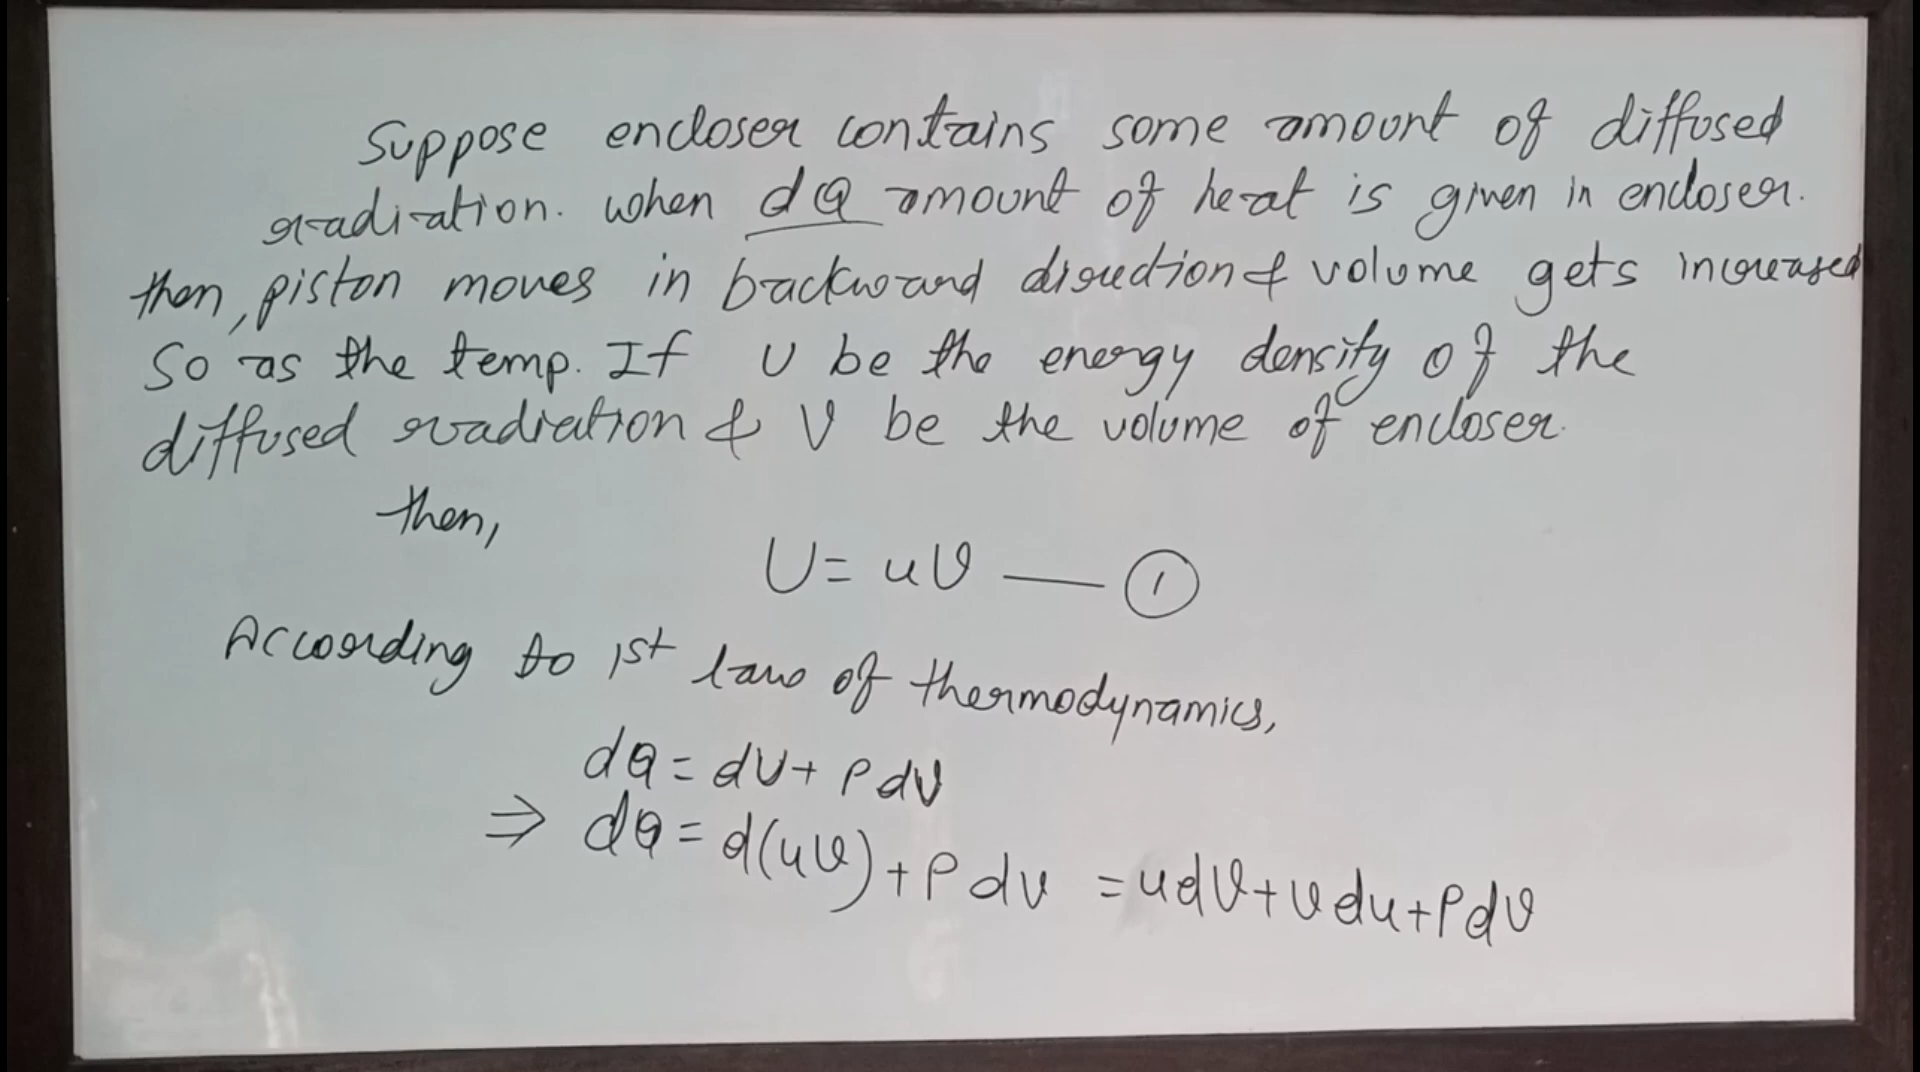 Suppose encloser contains some amount of diffused
radiation. when dQ amount of heat is given in encloser.
then, piston moves in backward direction & volume gets increased
So as the temp. If U be the energy density of the
diffused radiation & V be the volume of encloser.
then,
U = uV — ①
According to 1st law of thermodynamics,
dQ = dU + PdV
⇒ dQ = d(uV) + PdV = udV + Vdu + PdV